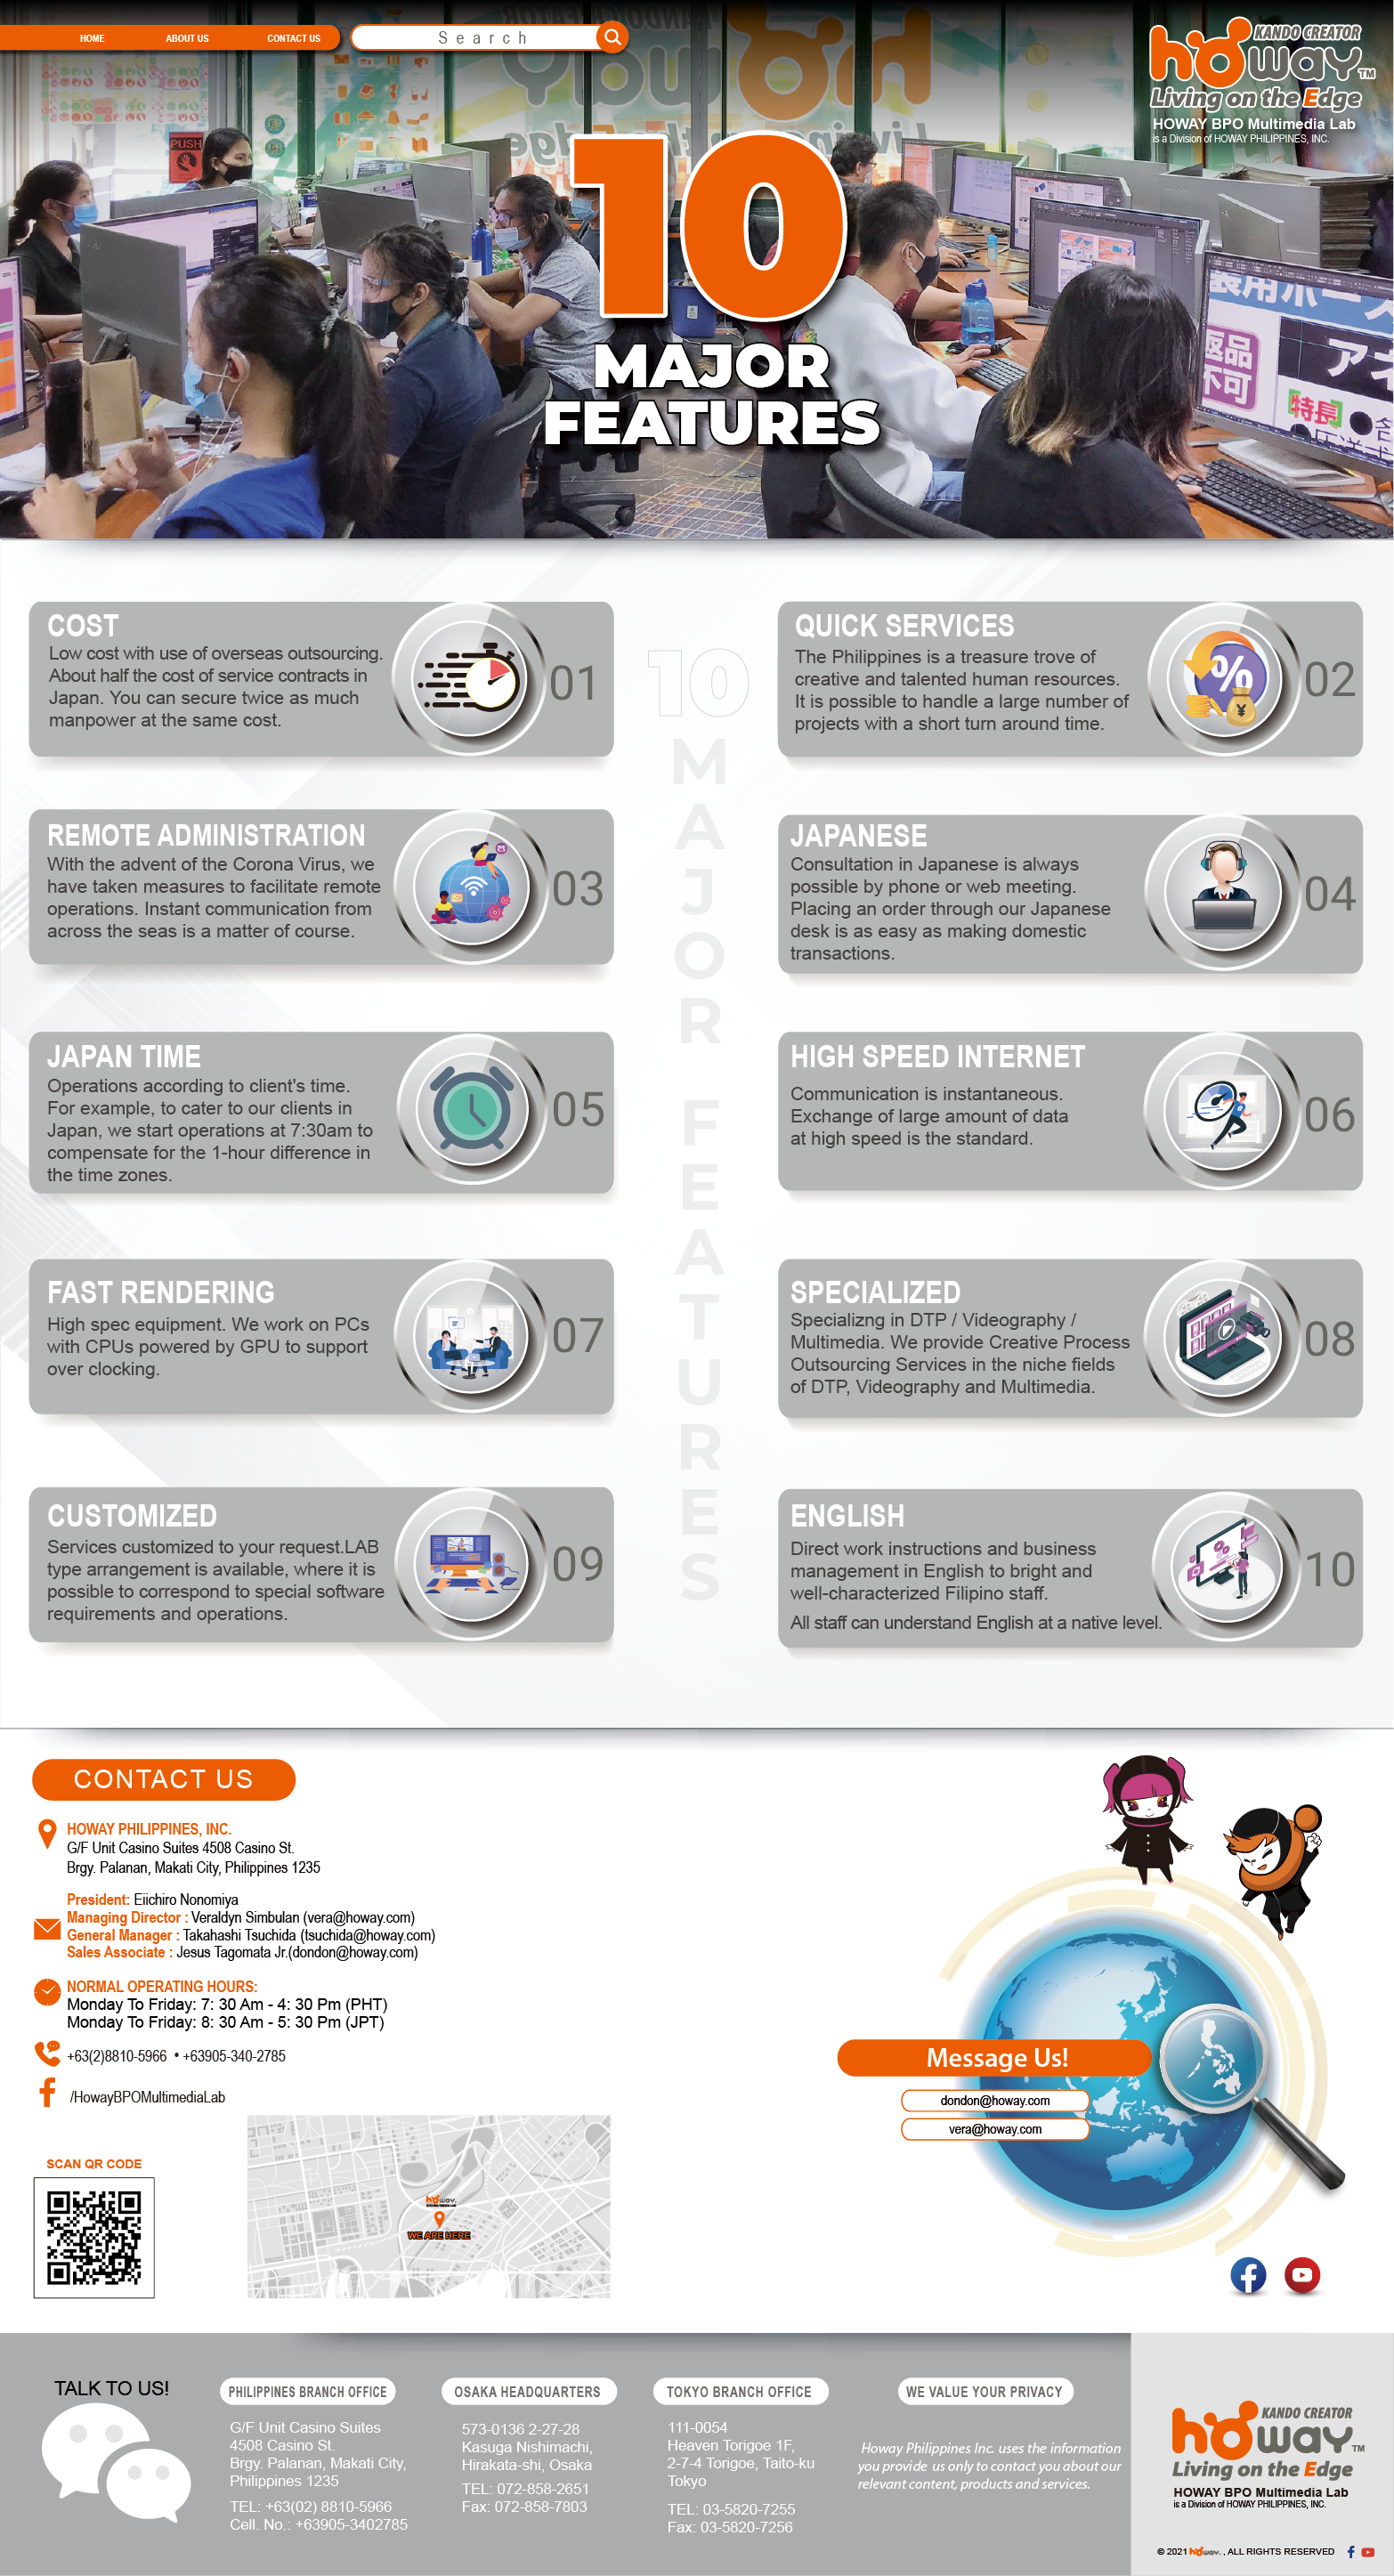 HOME ABOUT US CONTACT US Search
KANDO CREATOR
howay TM
Living on the Edge
HOWAY BPO Multimedia Lab
is a Division of HOWAY PHILIPPINES, INC.
PUSH
10
MAJOR
FEATURES
返品
不可
特長
COST
Low cost with use of overseas outsourcing.
About half the cost of service contracts in
Japan. You can secure twice as much
manpower at the same cost.
01
QUICK SERVICES
The Philippines is a treasure trove of
creative and talented human resources.
It is possible to handle a large number of
projects with a short turn around time.
02
10
MAJOR
FEATURES
REMOTE ADMINISTRATION
With the advent of the Corona Virus, we
have taken measures to facilitate remote
operations. Instant communication from
across the seas is a matter of course.
03
JAPANESE
Consultation in Japanese is always
possible by phone or web meeting.
Placing an order through our Japanese
desk is as easy as making domestic
transactions.
04
JAPAN TIME
Operations according to client's time.
For example, to cater to our clients in
Japan, we start operations at 7:30am to
compensate for the 1-hour difference in
the time zones.
05
HIGH SPEED INTERNET
Communication is instantaneous.
Exchange of large amount of data
at high speed is the standard.
06
FAST RENDERING
High spec equipment. We work on PCs
with CPUs powered by GPU to support
over clocking.
07
SPECIALIZED
Specializng in DTP / Videography /
Multimedia. We provide Creative Process
Outsourcing Services in the niche fields
of DTP, Videography and Multimedia.
08
CUSTOMIZED
Services customized to your request.LAB
type arrangement is available, where it is
possible to correspond to special software
requirements and operations.
09
ENGLISH
Direct work instructions and business
management in English to bright and
well-characterized Filipino staff.
All staff can understand English at a native level.
10
CONTACT US
HOWAY PHILIPPINES, INC.
G/F Unit Casino Suites 4508 Casino St.
Brgy. Palanan, Makati City, Philippines 1235
President: Eiichiro Nonomiya
Managing Director : Veraldyn Simbulan (vera@howay.com)
General Manager : Takahashi Tsuchida (tsuchida@howay.com)
Sales Associate : Jesus Tagomata Jr.(dondon@howay.com)
NORMAL OPERATING HOURS:
Monday To Friday: 7: 30 Am - 4: 30 Pm (PHT)
Monday To Friday: 8: 30 Am - 5: 30 Pm (JPT)
+63(2)8810-5966 • +63905-340-2785
/HowayBPOMultimediaLab
SCAN QR CODE
howay
WE ARE HERE
Message Us!
dondon@howay.com
vera@howay.com
TALK TO US!
PHILIPPINES BRANCH OFFICE
G/F Unit Casino Suites
4508 Casino St.
Brgy. Palanan, Makati City,
Philippines 1235
TEL: +63(02) 8810-5966
Cell. No.: +63905-3402785
OSAKA HEADQUARTERS
573-0136 2-27-28
Kasuga Nishimachi,
Hirakata-shi, Osaka
TEL: 072-858-2651
Fax: 072-858-7803
TOKYO BRANCH OFFICE
111-0054
Heaven Torigoe 1F,
2-7-4 Torigoe, Taito-ku
Tokyo
TEL: 03-5820-7255
Fax: 03-5820-7256
WE VALUE YOUR PRIVACY
Howay Philippines Inc. uses the information
you provide us only to contact you about our
relevant content, products and services.
KANDO CREATOR
howay TM
Living on the Edge
HOWAY BPO Multimedia Lab
is a Division of HOWAY PHILIPPINES, INC.
© 2021 howay. , ALL RIGHTS RESERVED